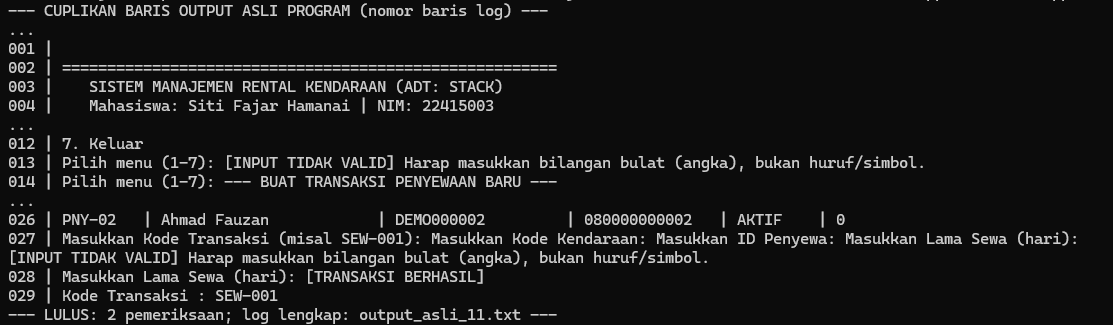 --- CUPLIKAN BARIS OUTPUT ASLI PROGRAM (nomor baris log) ---
...
001 |
002 | =======================================================
003 |    SISTEM MANAJEMEN RENTAL KENDARAAN (ADT: STACK)
004 |    Mahasiswa: Siti Fajar Hamanai | NIM: 22415003
...
012 | 7. Keluar
013 | Pilih menu (1-7): [INPUT TIDAK VALID] Harap masukkan bilangan bulat (angka), bukan huruf/simbol.
014 | Pilih menu (1-7): --- BUAT TRANSAKSI PENYEWAAN BARU ---
...
026 | PNY-02   | Ahmad Fauzan            | DEMO000002         | 080000000002   | AKTIF    | 0
027 | Masukkan Kode Transaksi (misal SEW-001): Masukkan Kode Kendaraan: Masukkan ID Penyewa: Masukkan Lama Sewa (hari):
[INPUT TIDAK VALID] Harap masukkan bilangan bulat (angka), bukan huruf/simbol.
028 | Masukkan Lama Sewa (hari): [TRANSAKSI BERHASIL]
029 | Kode Transaksi : SEW-001
--- LULUS: 2 pemeriksaan; log lengkap: output_asli_11.txt ---